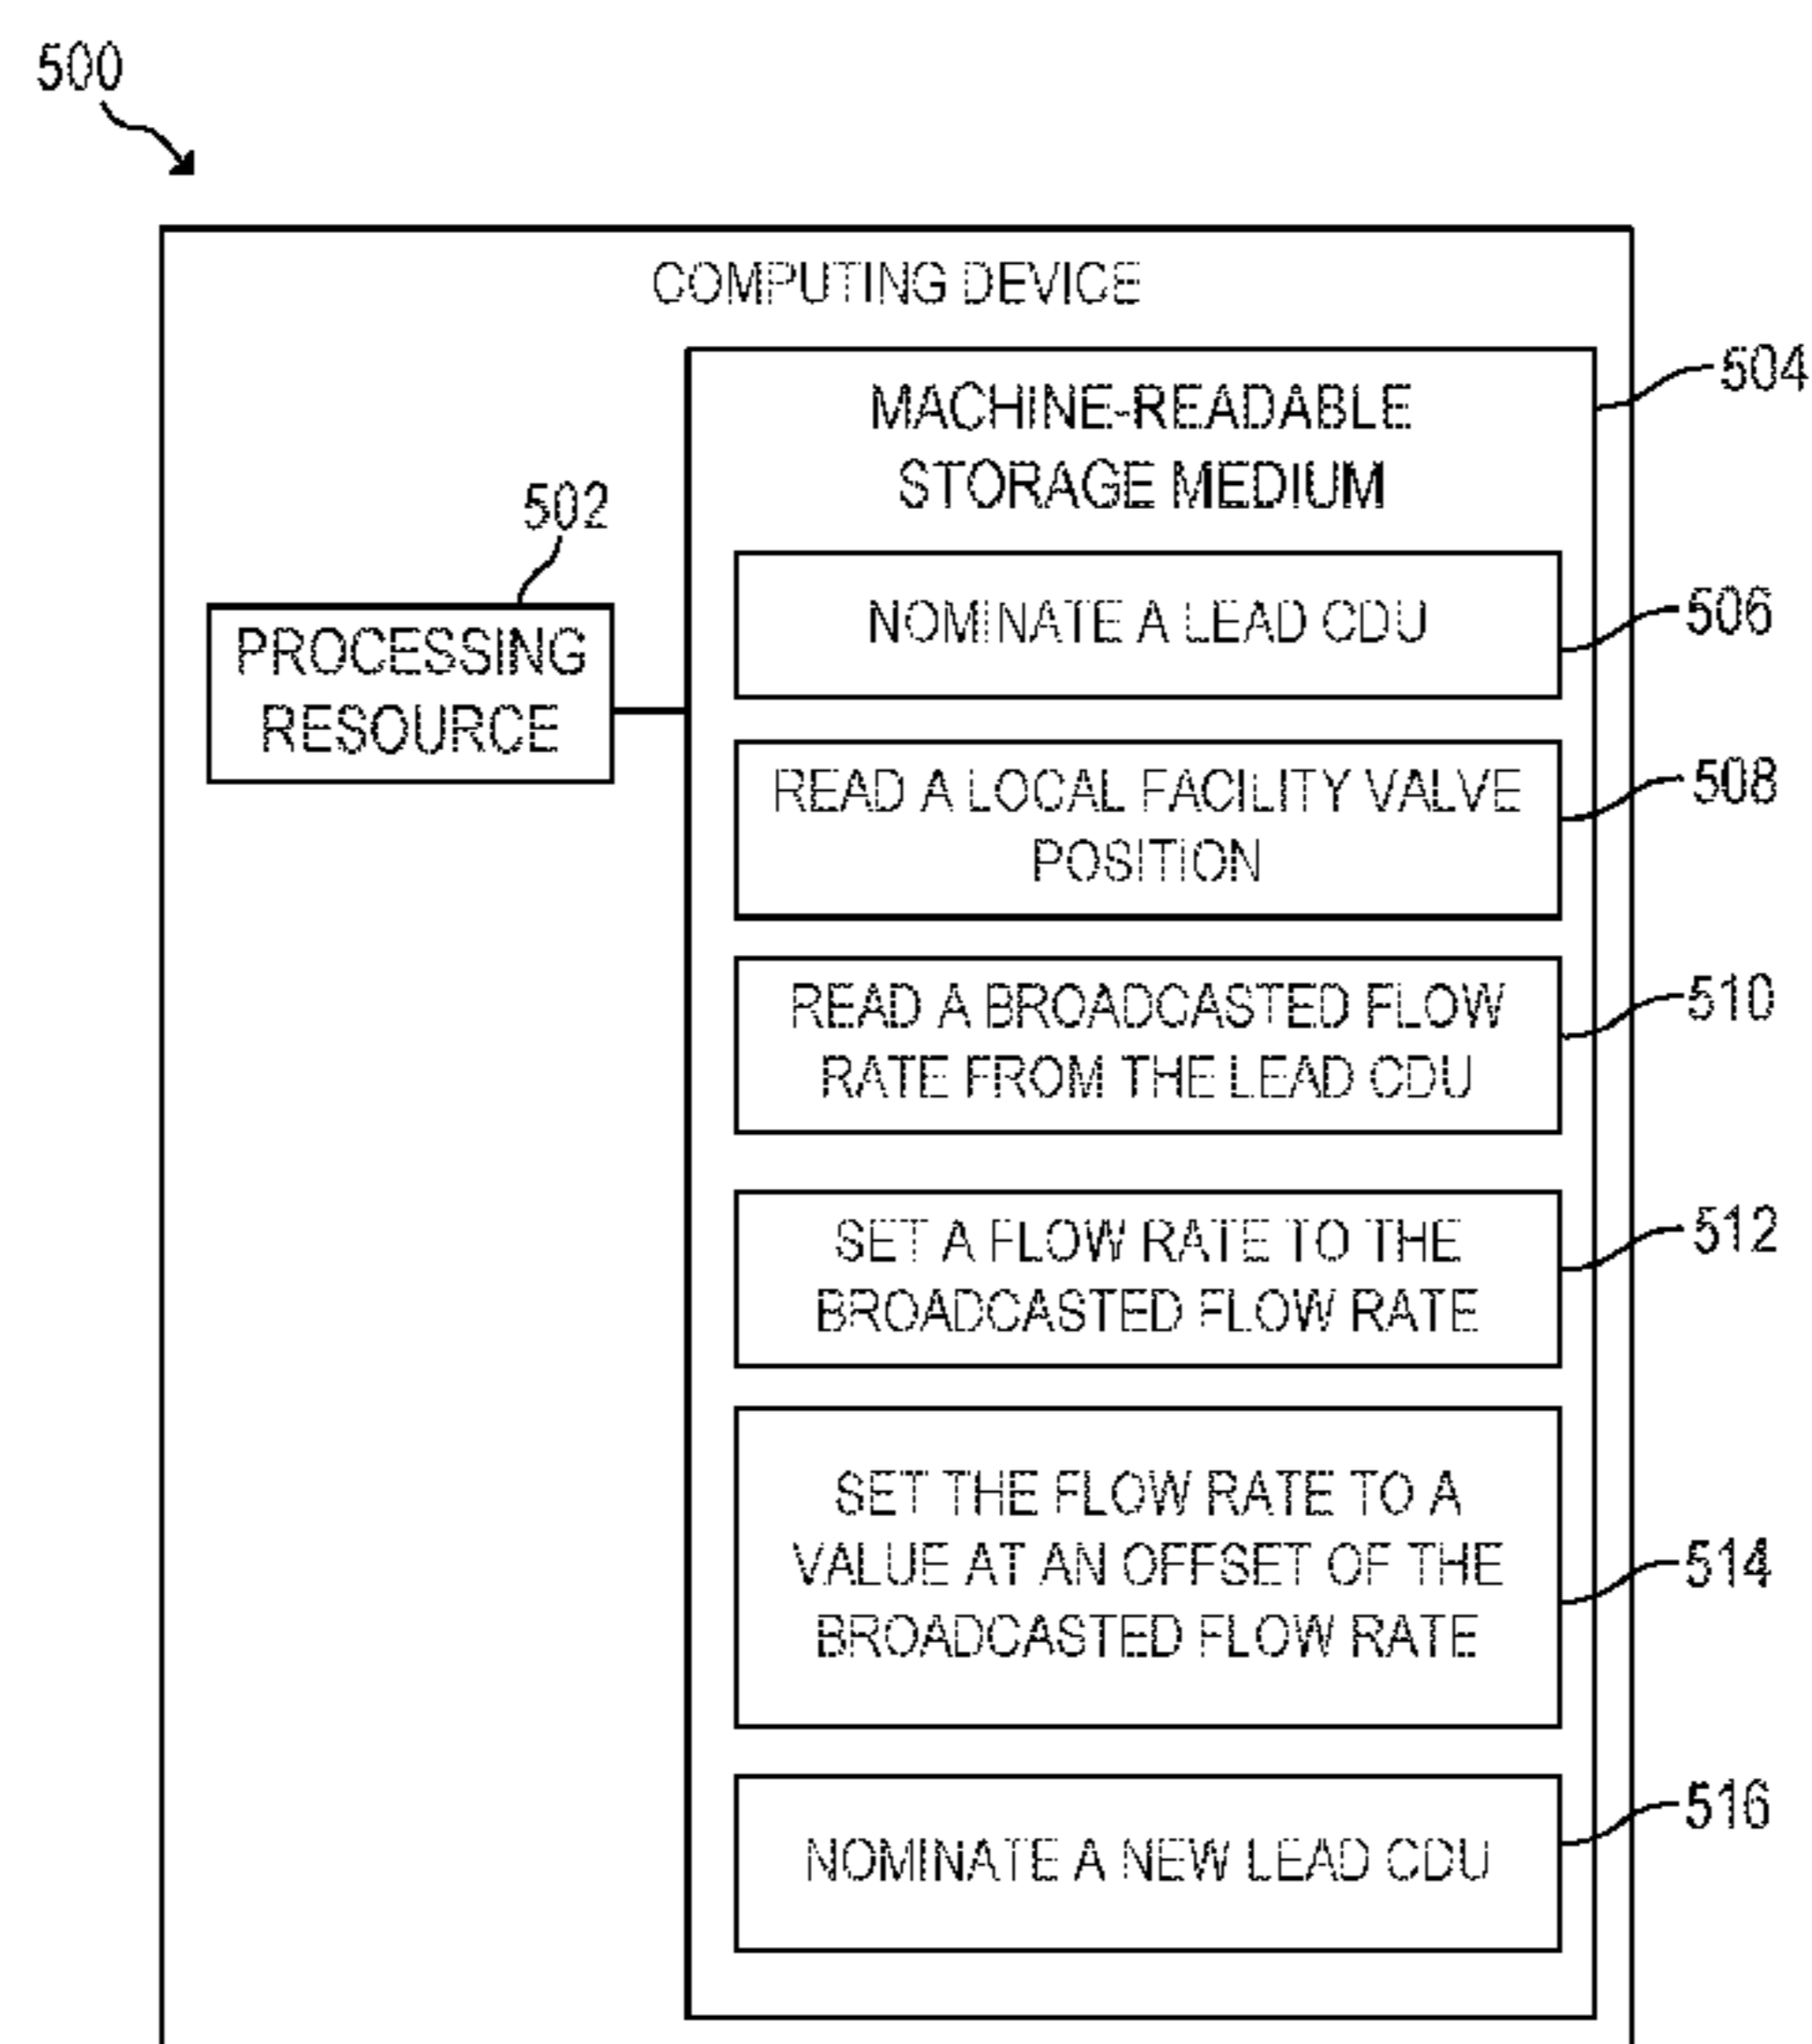 500
COMPUTING DEVICE
504
MACHINE-READABLE
STORAGE MEDIUM
502
PROCESSING
RESOURCE
NOMINATE A LEAD CDU
506
READ A LOCAL FACILITY VALVE
POSITION
508
READ A BROADCASTED FLOW
RATE FROM THE LEAD CDU
510
SET A FLOW RATE TO THE
BROADCASTED FLOW RATE
512
SET THE FLOW RATE TO A
VALUE AT AN OFFSET OF THE
BROADCASTED FLOW RATE
514
NOMINATE A NEW LEAD CDU
516